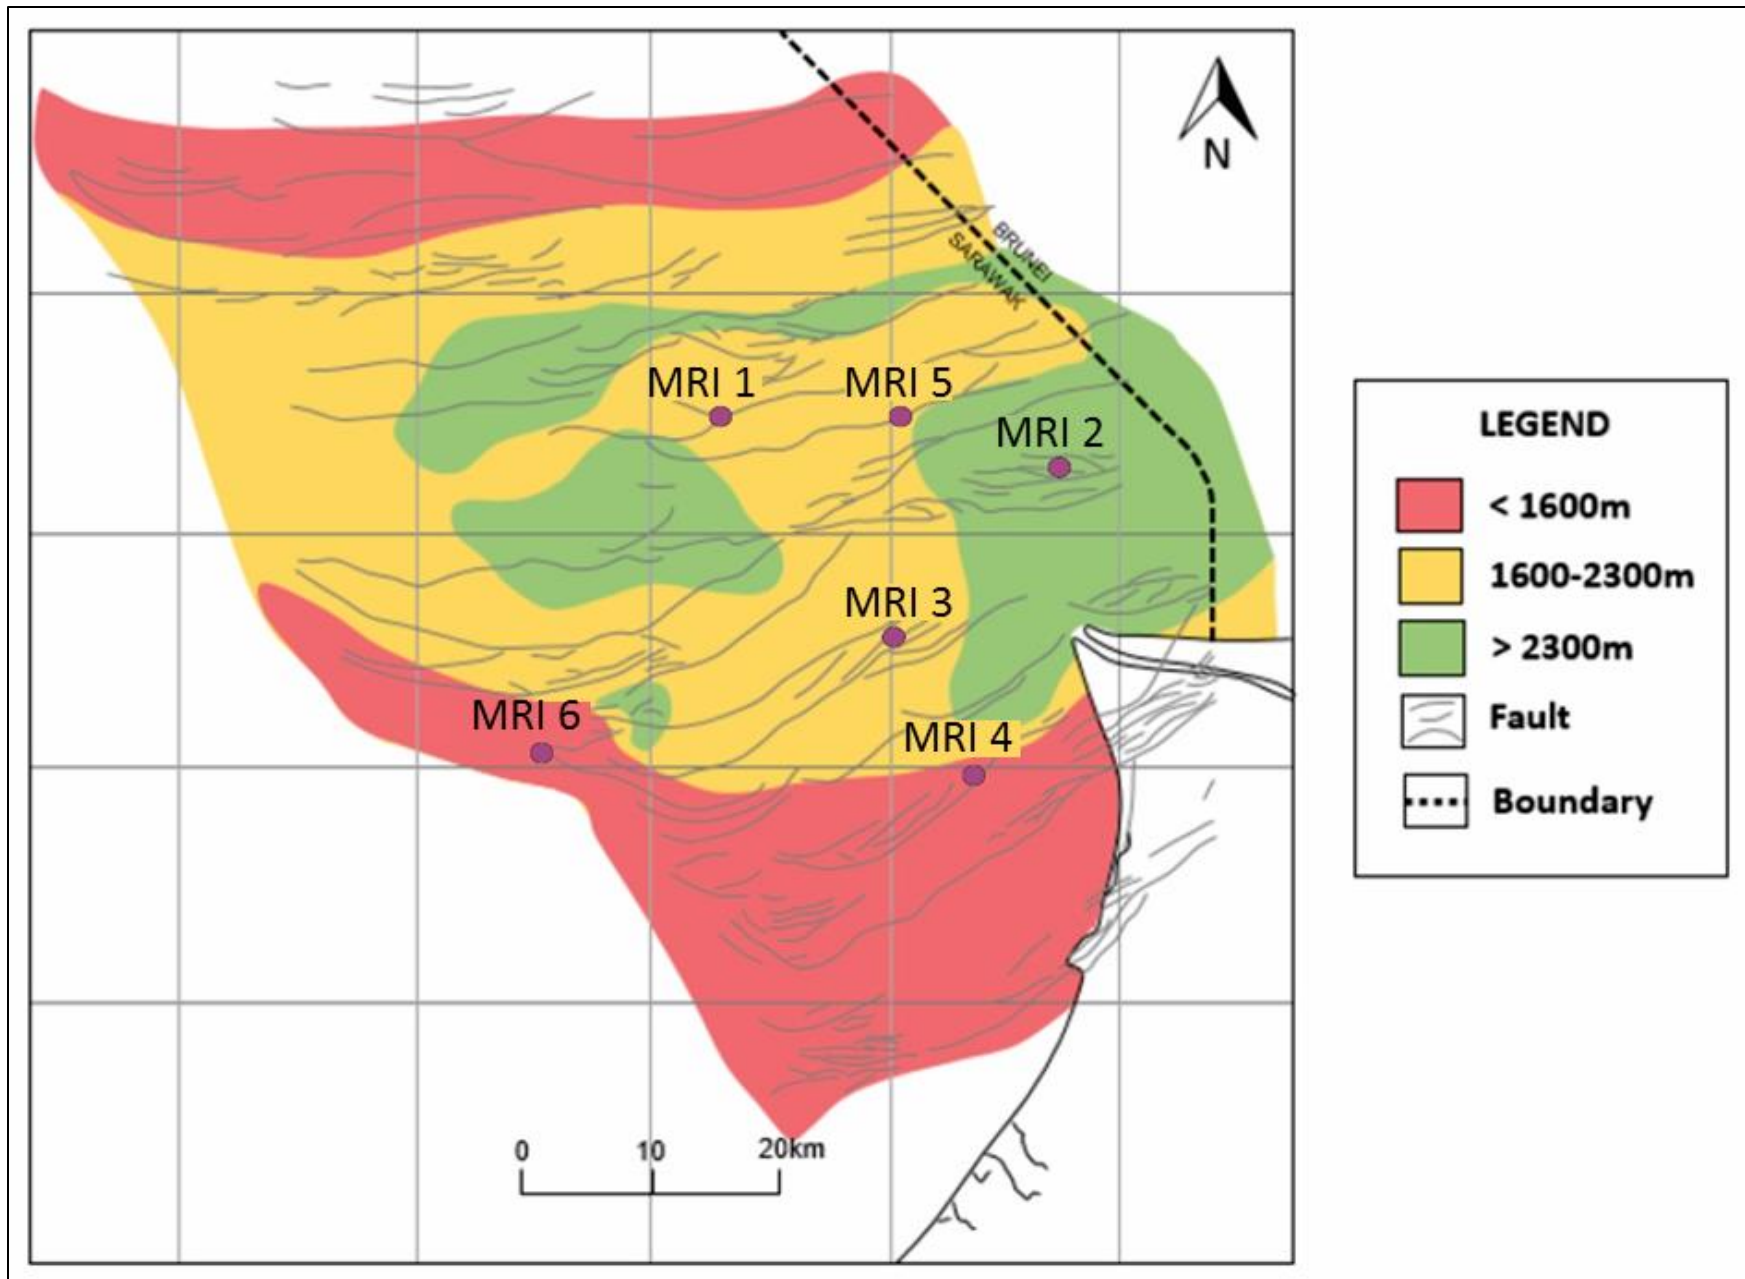 N
BRUNEI
SARAWAK
MRI 1
MRI 5
MRI 2
MRI 3
MRI 6
MRI 4
0 10 20km
LEGEND
< 1600m
1600-2300m
> 2300m
Fault
Boundary